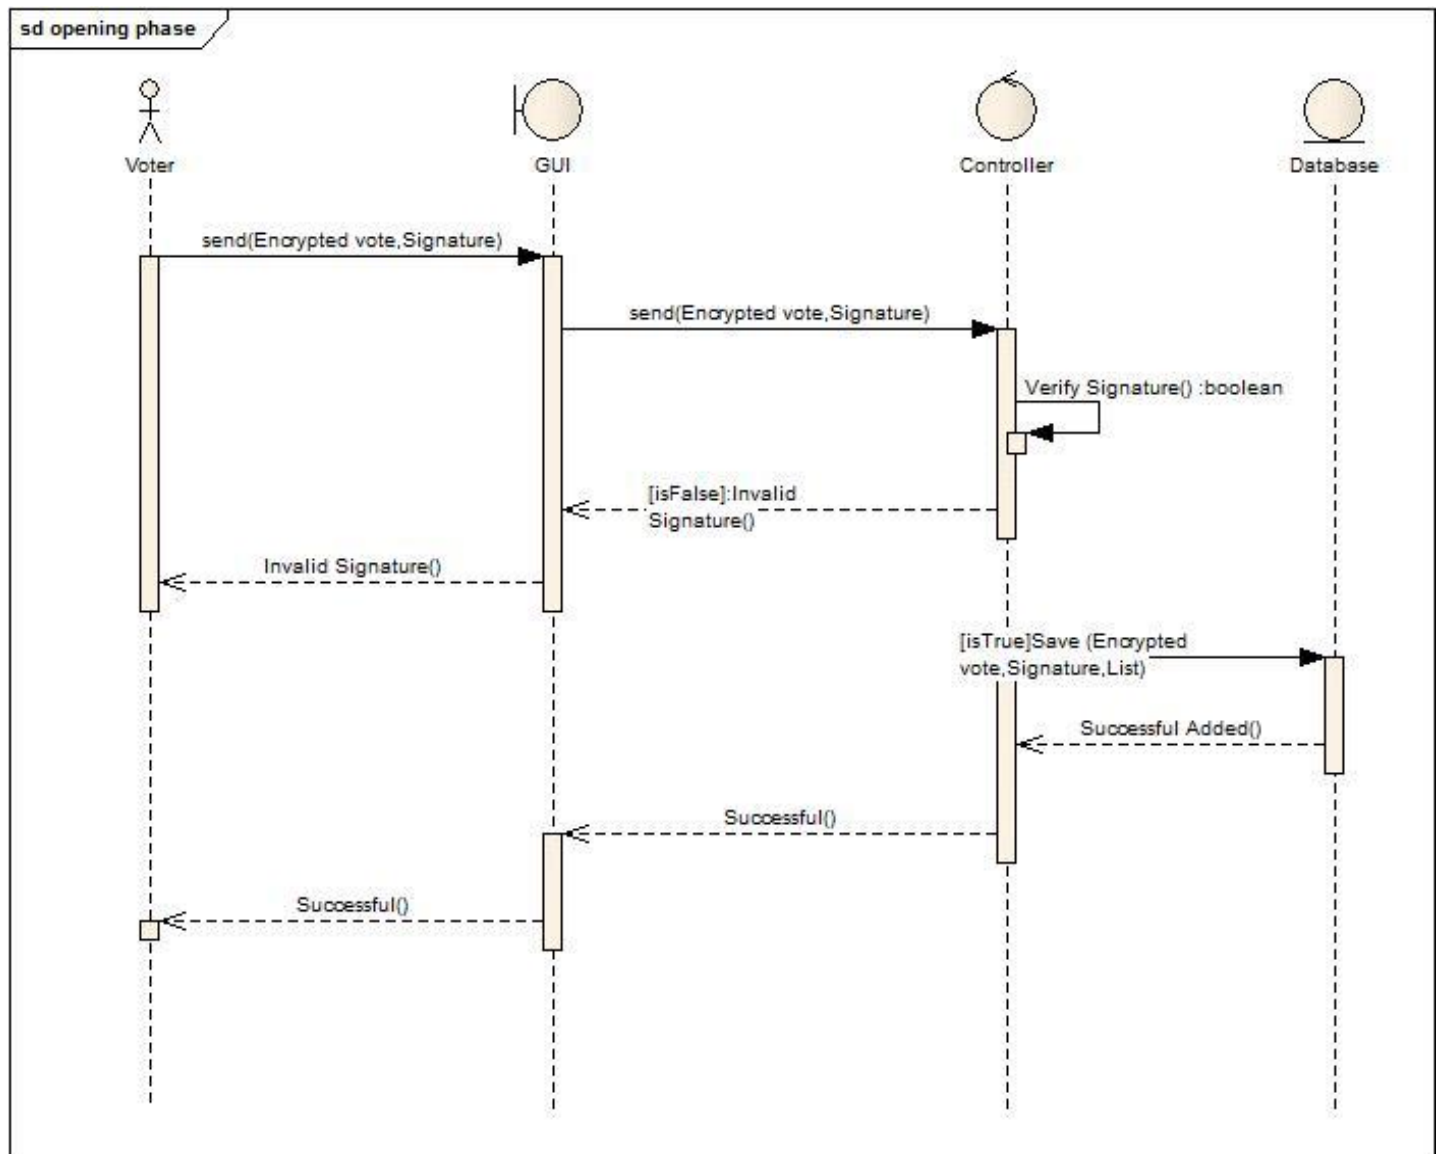 sd opening phase
Voter
GUI
Controller
Database
send(Encrypted vote,Signature)
send(Encrypted vote,Signature)
Verify Signature() :boolean
[isFalse]:Invalid
Signature()
Invalid Signature()
[isTrue]Save (Encrypted
vote,Signature,List)
Successful Added()
Successful()
Successful()